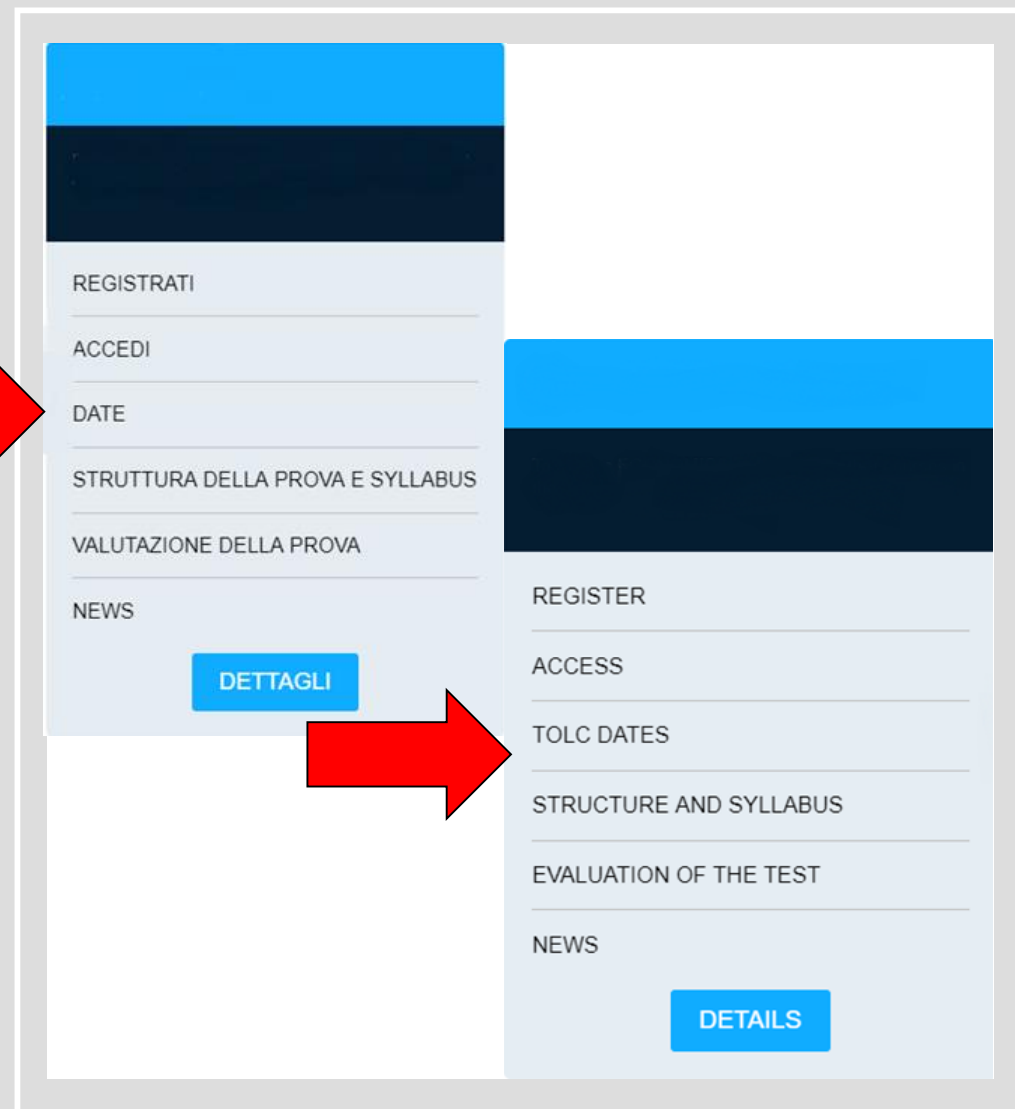 REGISTRATI
ACCEDI
DATE
STRUTTURA DELLA PROVA E SYLLABUS
VALUTAZIONE DELLA PROVA
NEWS
DETTAGLI
REGISTER
ACCESS
TOLC DATES
STRUCTURE AND SYLLABUS
EVALUATION OF THE TEST
NEWS
DETAILS